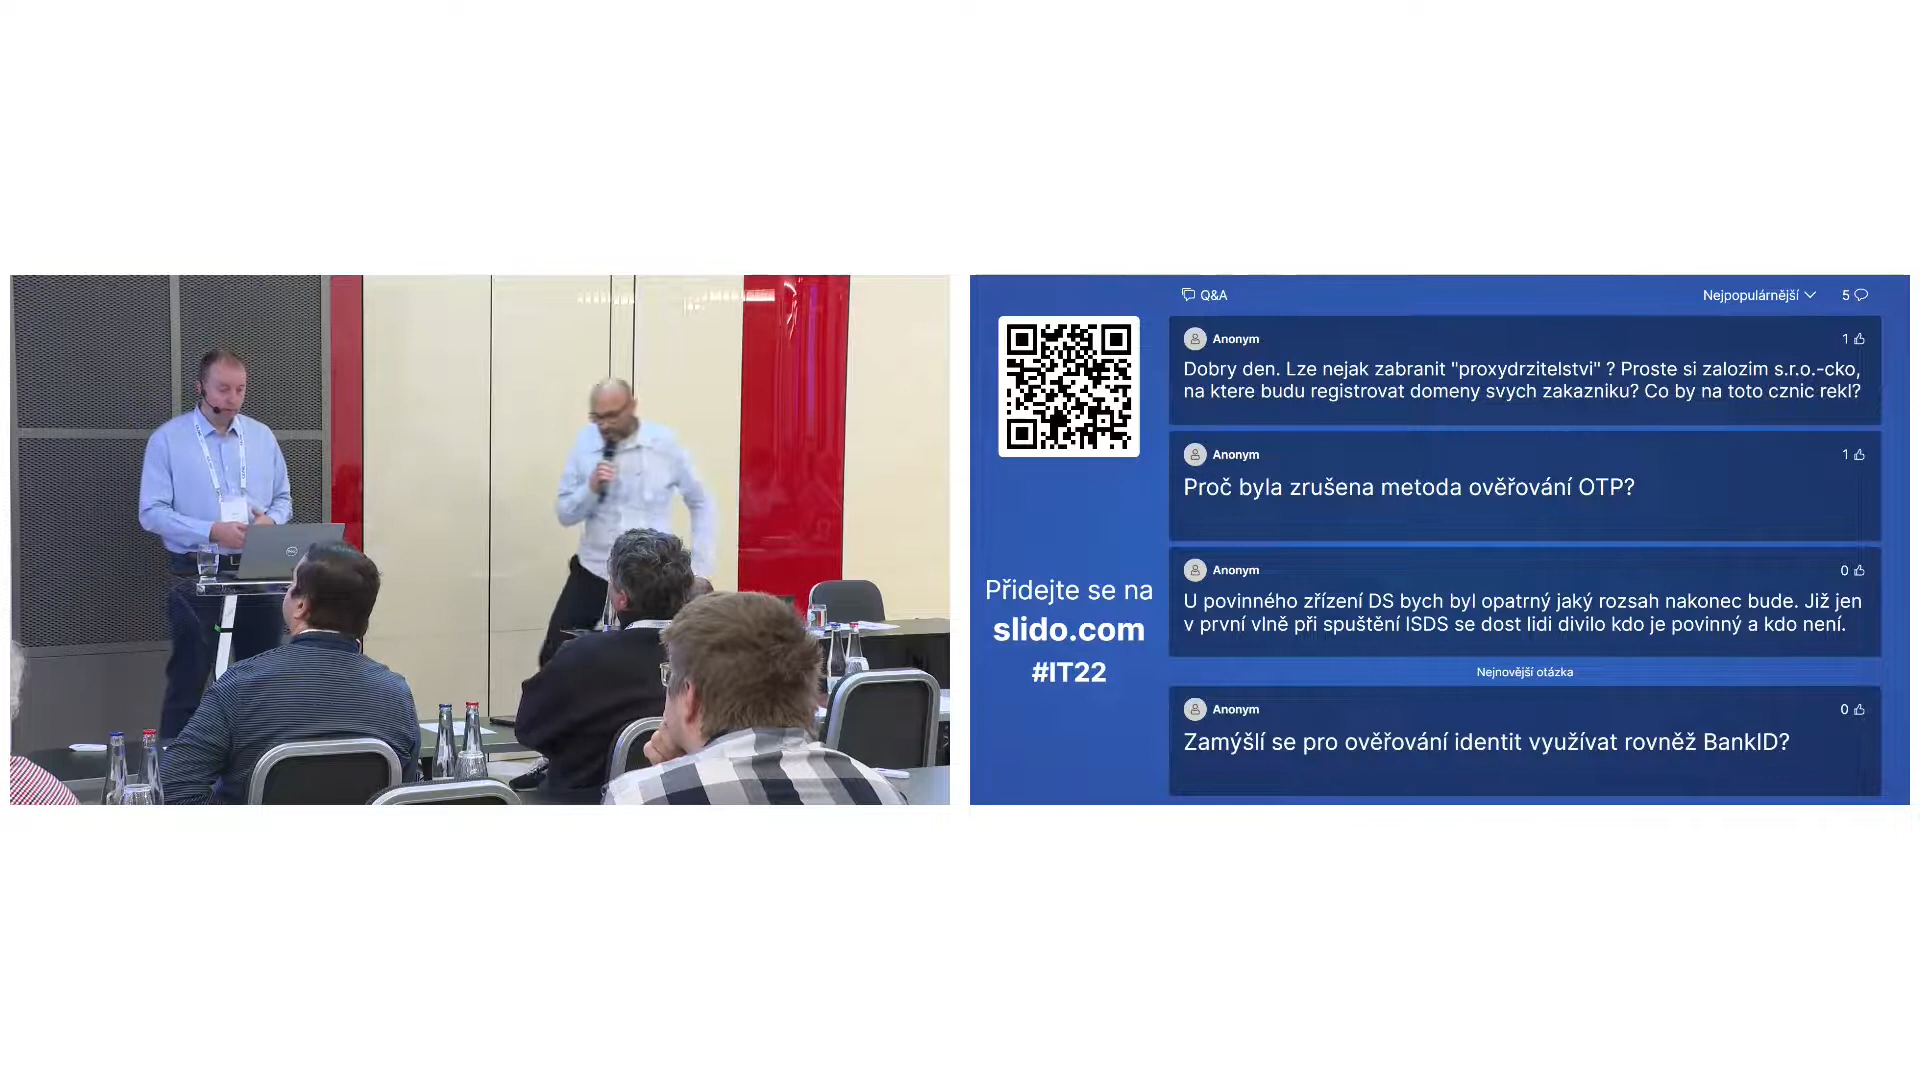 Q&A
Nejpopulárnější
5
Anonym
1
Dobry den. Lze nejak zabranit "proxydrzitelstvi" ? Proste si zalozim s.r.o.-cko,
na ktere budu registrovat domeny svych zakazniku? Co by na toto cznic rekl?
Anonym
1
Proč byla zrušena metoda ověřování OTP?
Anonym
0
U povinného zřízení DS bych byl opatrný jaký rozsah nakonec bude. Již jen
v první vlně při spuštění ISDS se dost lidi divilo kdo je povinný a kdo není.
Nejnovější otázka
Anonym
0
Zamýšlí se pro ověřování identit využívat rovněž BankID?
Přidejte se na
slido.com
#IT22